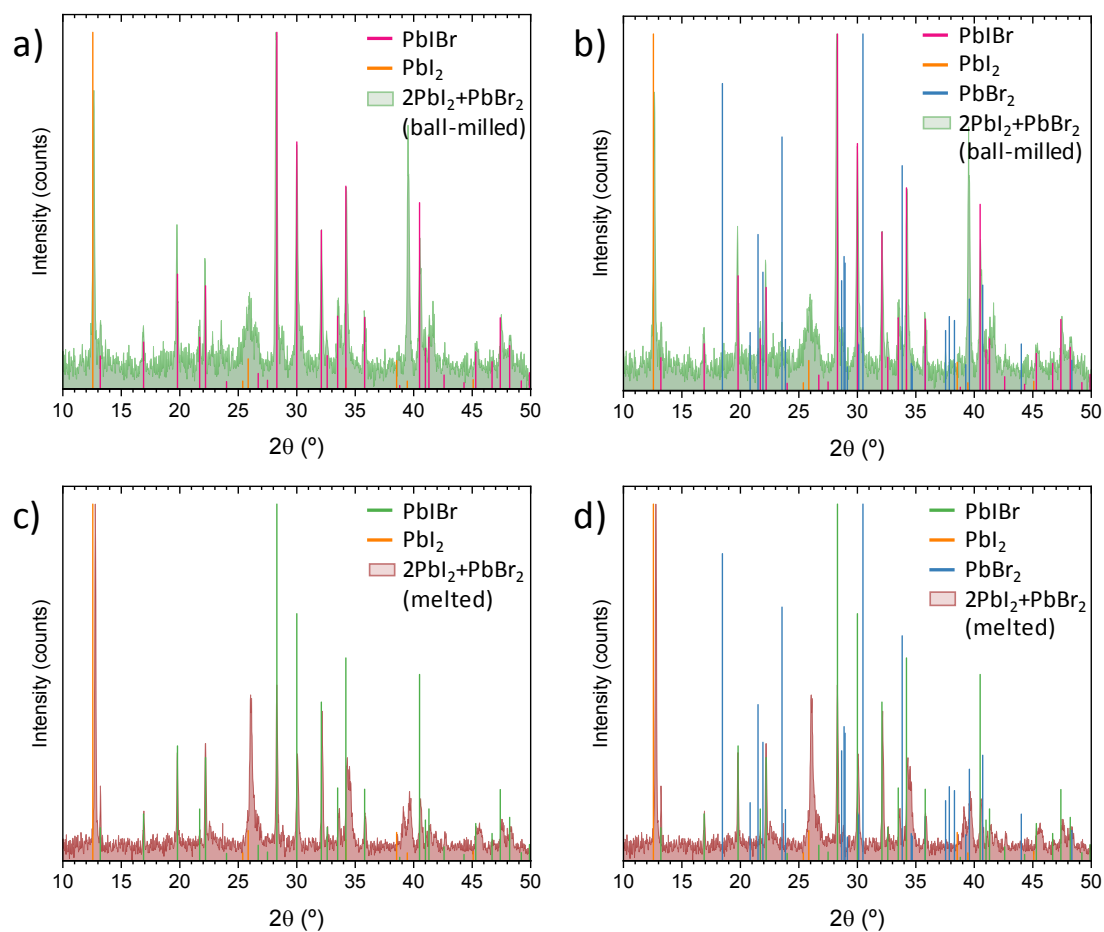 a)
PbIBr
PbI₂
2PbI₂+PbBr₂
(ball-milled)
Intensity (counts)
10 15 20 25 30 35 40 45 50
2θ (º)
b)
PbIBr
PbI₂
PbBr₂
2PbI₂+PbBr₂
(ball-milled)
Intensity (counts)
10 15 20 25 30 35 40 45 50
2θ (º)
c)
PbIBr
PbI₂
2PbI₂+PbBr₂
(melted)
Intensity (counts)
10 15 20 25 30 35 40 45 50
2θ (º)
d)
PbIBr
PbI₂
PbBr₂
2PbI₂+PbBr₂
(melted)
Intensity (counts)
10 15 20 25 30 35 40 45 50
2θ (º)